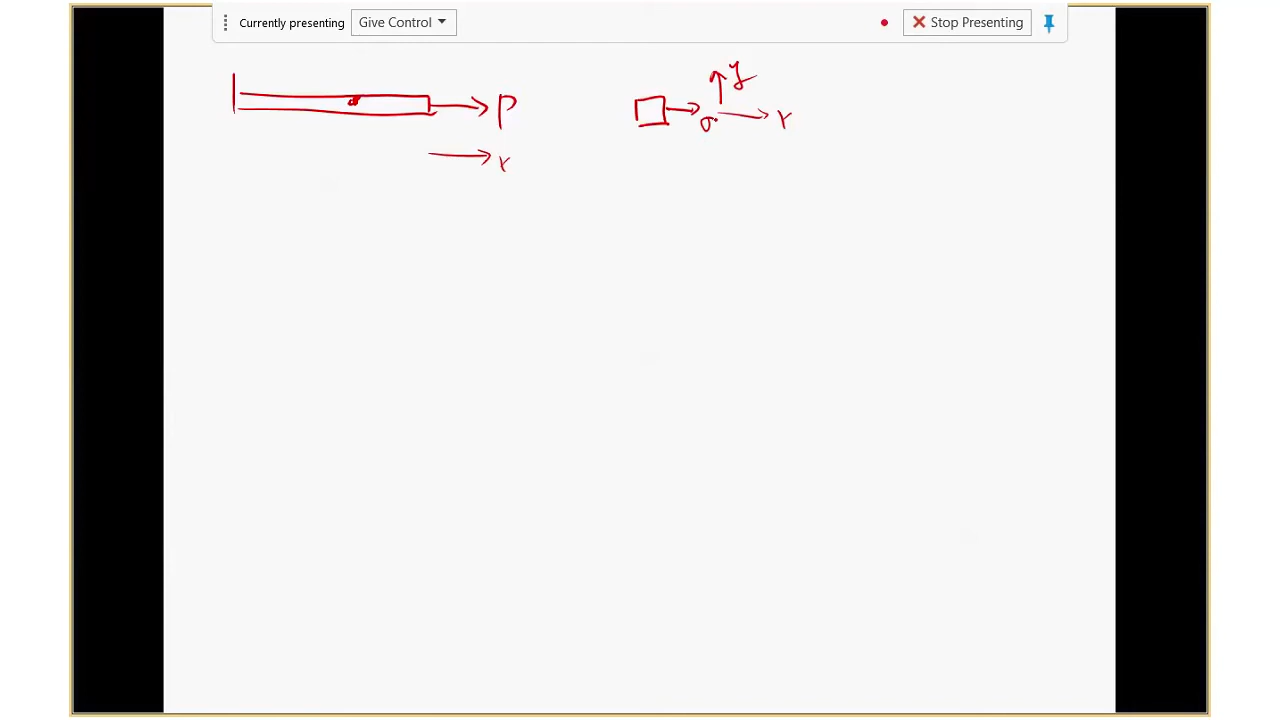 Currently presenting Give Control Stop Presenting
P σ y x
x